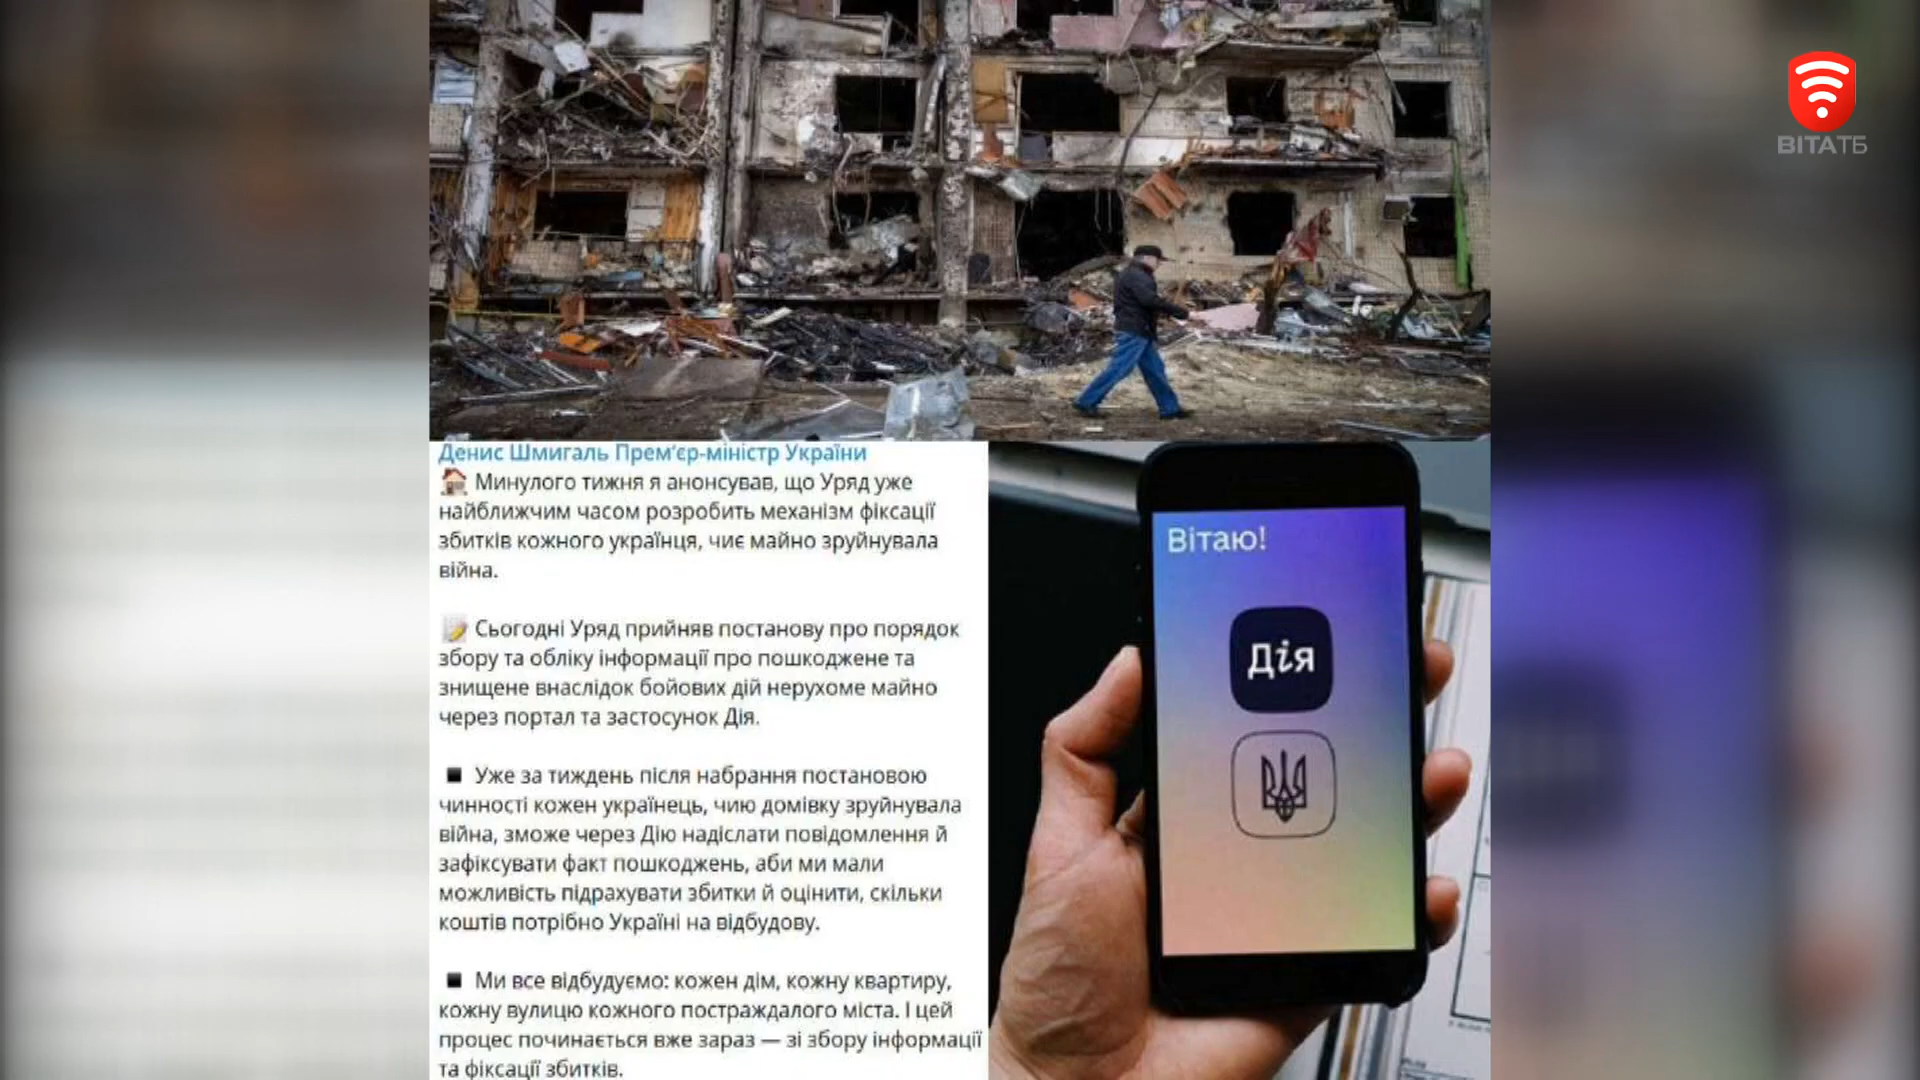 ВІТАТБ
Денис Шмигаль Прем'єр-міністр України
Минулого тижня я анонсував, що Уряд уже
найближчим часом розробить механізм фіксації
збитків кожного українця, чиє майно зруйнувала
війна.
Сьогодні Уряд прийняв постанову про порядок
збору та обліку інформації про пошкоджене та
знищене внаслідок бойових дій нерухоме майно
через портал та застосунок Дія.
Уже за тиждень після набрання постановою
чинності кожен українець, чию домівку зруйнувала
війна, зможе через Дію надіслати повідомлення й
зафіксувати факт пошкоджень, аби ми мали
можливість підрахувати збитки й оцінити, скільки
коштів потрібно Україні на відбудову.
Ми все відбудуємо: кожен дім, кожну квартиру,
кожну вулицю кожного постраждалого міста. І цей
процес починається вже зараз — зі збору інформації
та фіксації збитків.
Вітаю!
Дія